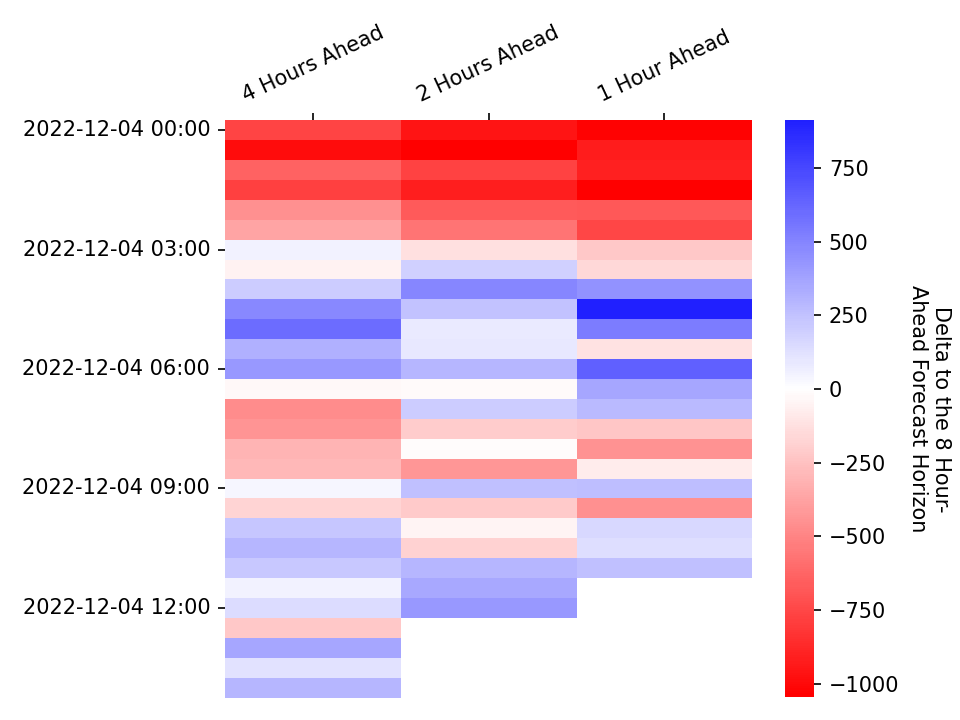 4 Hours Ahead
2 Hours Ahead
1 Hour Ahead
2022-12-04 00:00
2022-12-04 03:00
2022-12-04 06:00
2022-12-04 09:00
2022-12-04 12:00
750
500
250
0
−250
−500
−750
−1000
Delta to the 8 Hour-
Ahead Forecast Horizon